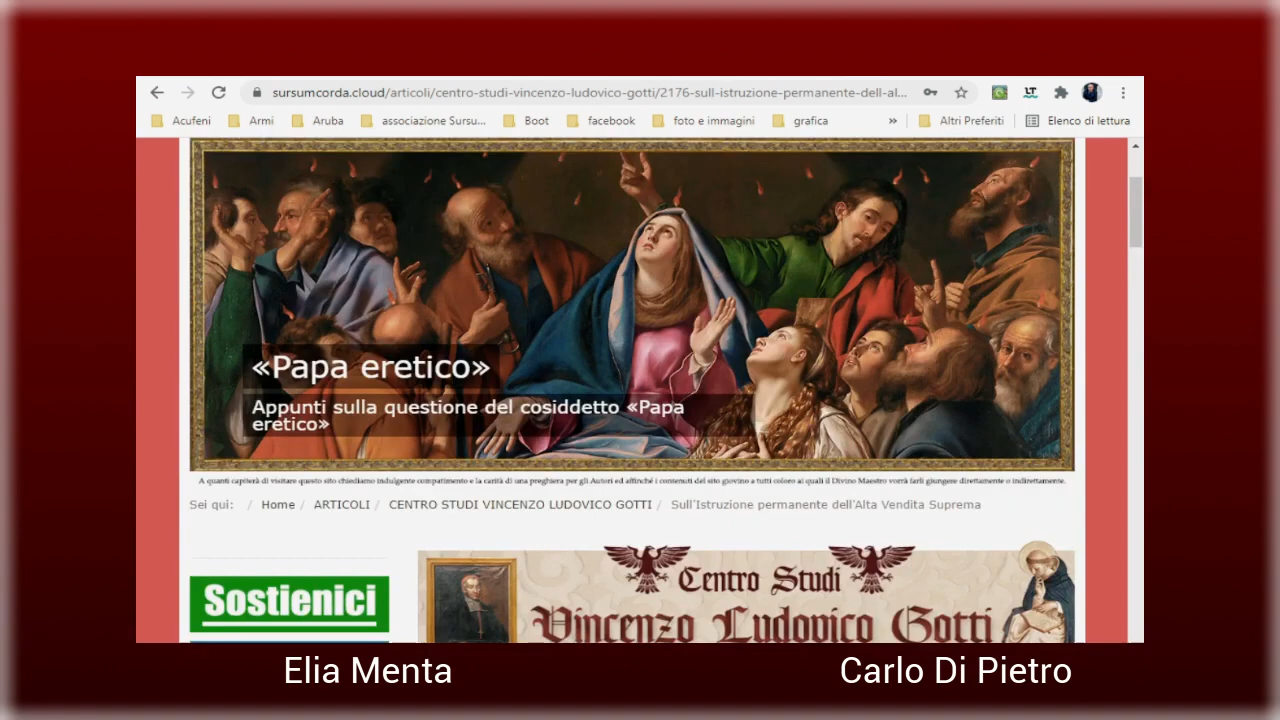 sursumcorda.cloud/articoli/centro-studi-vincenzo-ludovico-gotti/2176-sull-istruzione-permanente-dell-al...
LT
Acufeni Armi Aruba associazione Sursu... Boot facebook foto e immagini grafica » Altri Preferiti Elenco di lettura
«Papa eretico»
Appunti sulla questione del cosiddetto «Papa
eretico»
A quanti capiterà di visitare questo sito chiediamo indulgente compatimento e la carità di una preghiera per gli Autori ed affinché i contenuti del sito giovino a tutti coloro ai quali il Divino Maestro vorrà farli giungere direttamente o indirettamente.
Sei qui: / Home / ARTICOLI / CENTRO STUDI VINCENZO LUDOVICO GOTTI / Sull'Istruzione permanente dell'Alta Vendita Suprema
Centro Studi
Sostienici
Vincenzo Ludovico Gotti
Elia Menta
Carlo Di Pietro